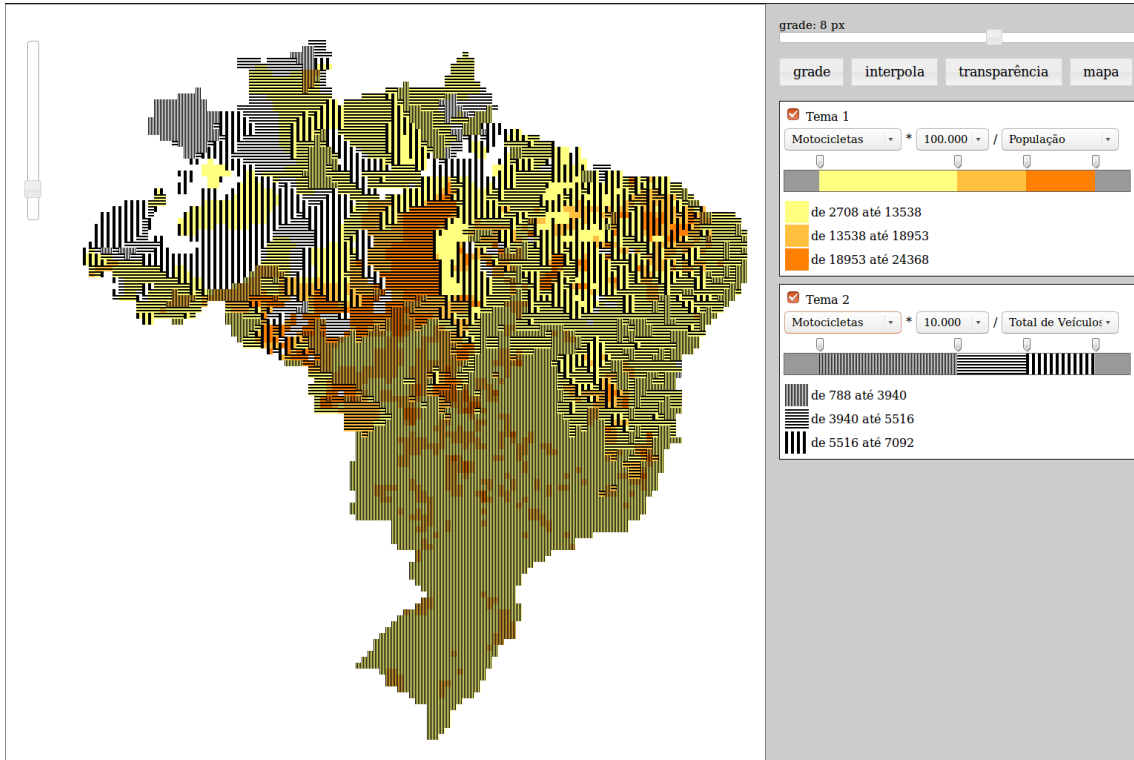 grade: 8 px
grade interpola transparência mapa
Tema 1
Motocicletas * 100.000 / População
de 2708 até 13538
de 13538 até 18953
de 18953 até 24368
Tema 2
Motocicletas * 10.000 / Total de Veículos
de 788 até 3940
de 3940 até 5516
de 5516 até 7092